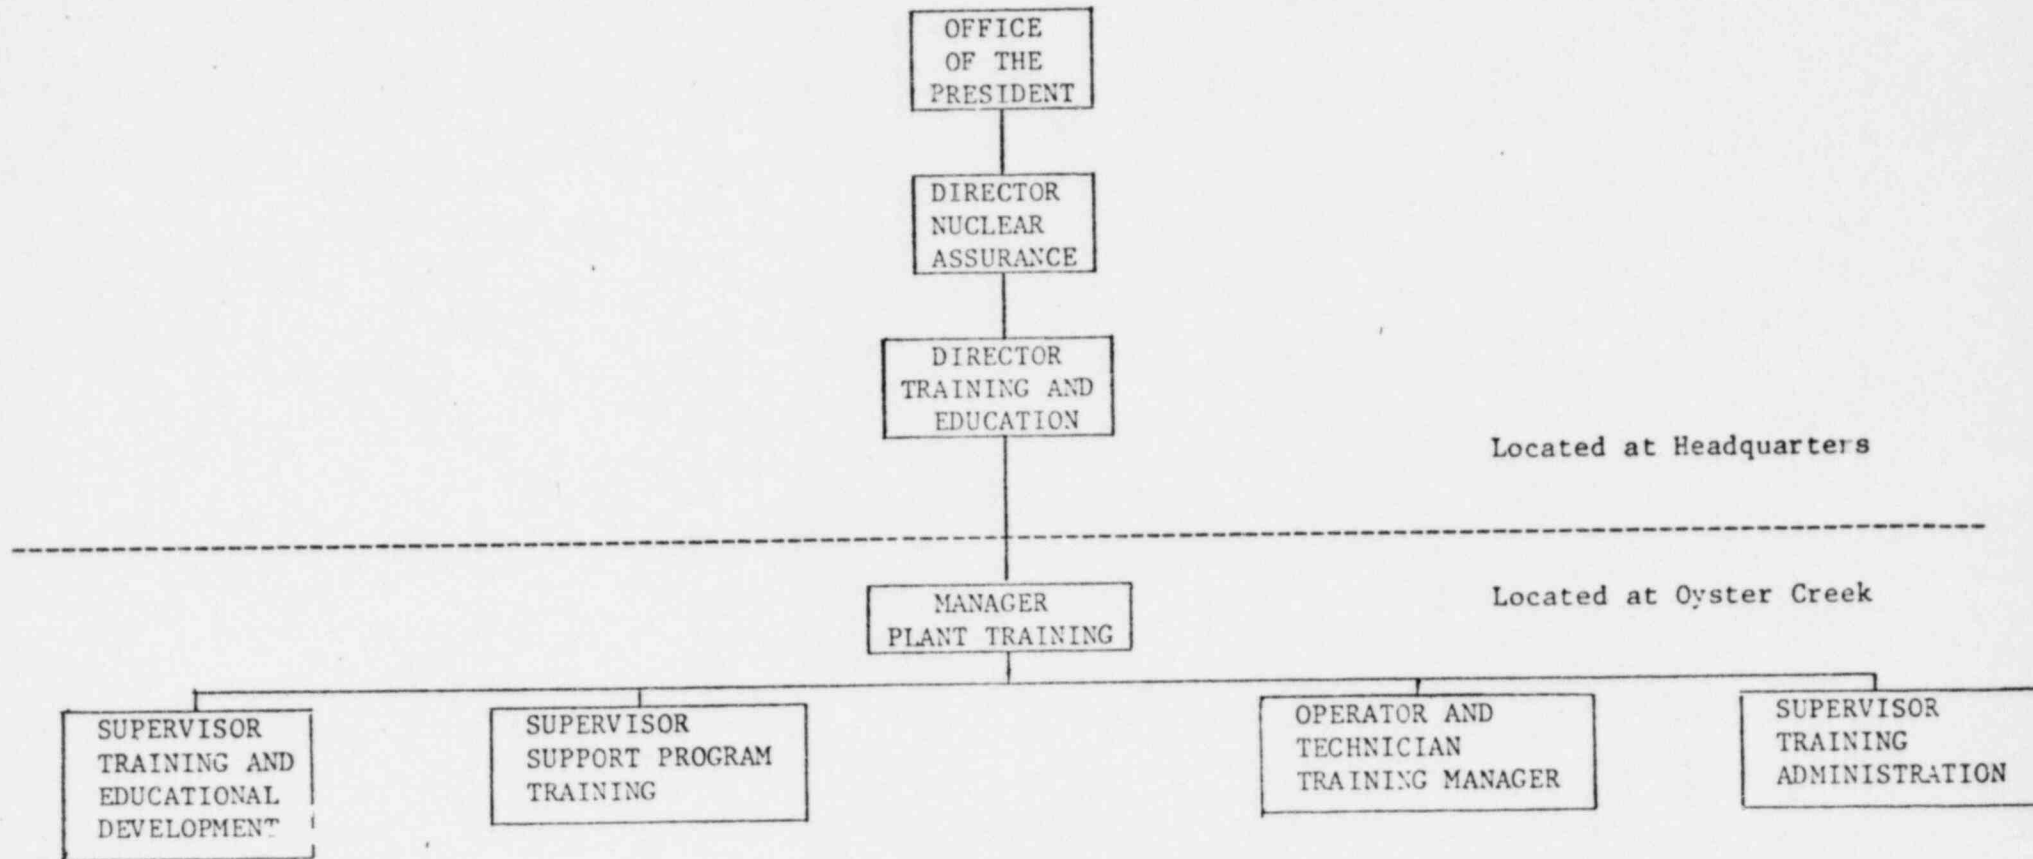 OFFICE
OF THE
PRESIDENT
DIRECTOR
NUCLEAR
ASSURANCE
DIRECTOR
TRAINING AND
EDUCATION
Located at Headquarters
Located at Oyster Creek
MANAGER
PLANT TRAINING
SUPERVISOR
TRAINING AND
EDUCATIONAL
DEVELOPMENT
SUPERVISOR
SUPPORT PROGRAM
TRAINING
OPERATOR AND
TECHNICIAN
TRAINING MANAGER
SUPERVISOR
TRAINING
ADMINISTRATION